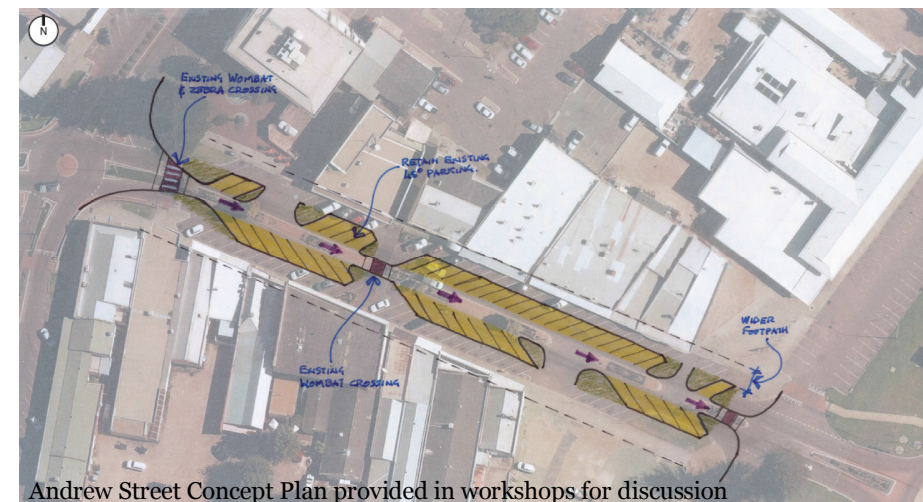 N
EXISTING WOMBAT
& ZEBRA CROSSING
RETAIN EXISTING
45° PARKING.
WIDER
FOOTPATH
EXISTING
WOMBAT CROSSING
Andrew Street Concept Plan provided in workshops for discussion